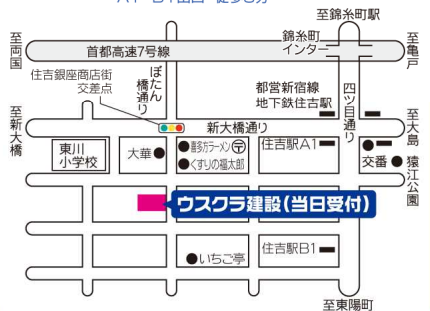 至錦糸町駅
至両国
首都高速7号線
錦糸町
インター
至亀戸
住吉銀座商店街
交差点
ぼたん
橋通り
都営新宿線
地下鉄住吉駅
四ツ目通り
至新大橋
新大橋通り
至大島
東川
小学校
大華
喜多方ラーメン
くすりの福太郎
住吉駅A1
交番
猿江公園
ウスクラ建設(当日受付)
いちご亭
住吉駅B1
至東陽町